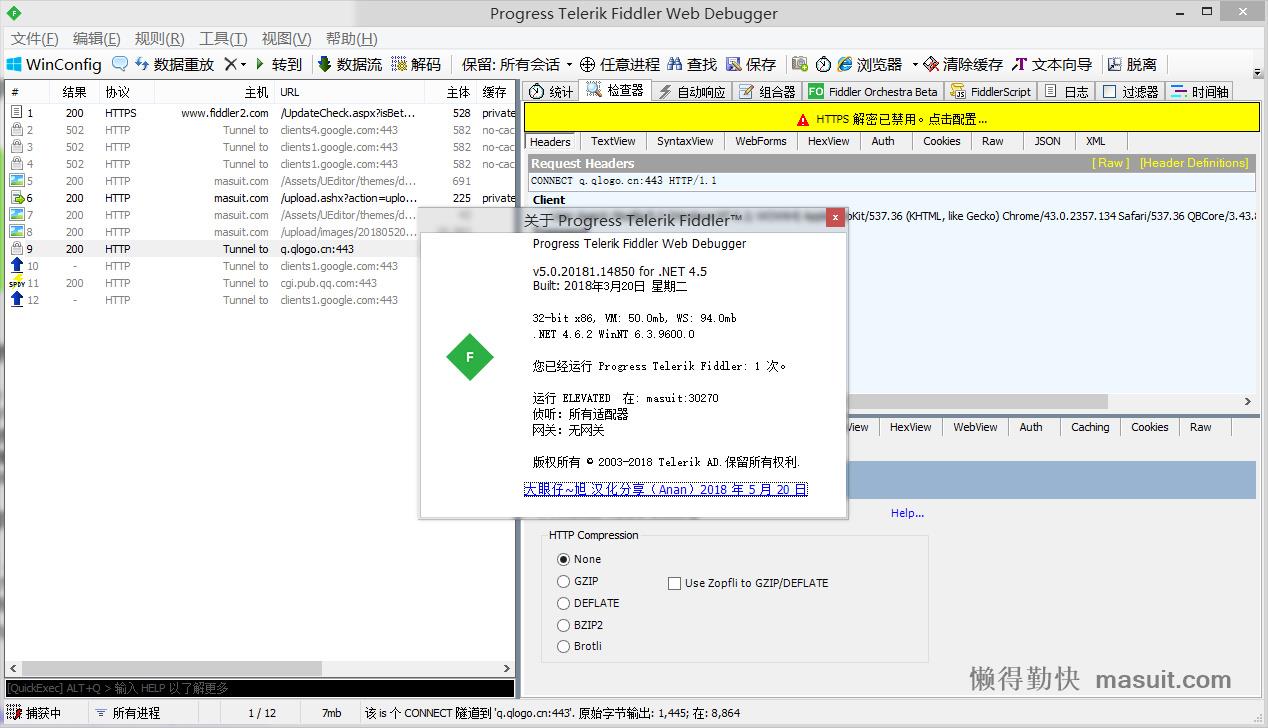 Progress Telerik Fiddler Web Debugger
文件(F) 编辑(E) 规则(R) 工具(T) 视图(V) 帮助(H)
WinConfig 数据重放 转到 数据流 解码 保留: 所有会话 任意进程 查找 保存 浏览器 清除缓存 文本向导 脱离
# 结果 协议 主机 URL 主体 缓存
1 200 HTTPS www.fiddler2.com /UpdateCheck.aspx?isBet... 528 private
2 502 HTTP Tunnel to clients4.google.com:443 582 no-cac
3 502 HTTP Tunnel to clients1.google.com:443 582 no-cac
4 502 HTTP Tunnel to clients1.google.com:443 582 no-cac
5 200 HTTP masuit.com /Assets/UEditor/themes/d... 691
6 200 HTTP masuit.com /upload.ashx?action=uplo... 225 private
7 200 HTTP masuit.com /Assets/UEditor/themes/d...
8 200 HTTP masuit.com /upload/images/20180520...
9 200 HTTP Tunnel to q.qlogo.cn:443
10 - HTTP Tunnel to clients1.google.com:443
SPDY 11 200 HTTP Tunnel to cgi.pub.qq.com:443
12 - HTTP Tunnel to clients1.google.com:443
统计 检查器 自动响应 组合器 FO Fiddler Orchestra Beta FiddlerScript 日志 过滤器 时间轴
HTTPS 解密已禁用。点击配置...
Headers TextView SyntaxView WebForms HexView Auth Cookies Raw JSON XML
Request Headers [ Raw ] [Header Definitions]
CONNECT q.qlogo.cn:443 HTTP/1.1
Client
Kit/537.36 (KHTML, like Gecko) Chrome/43.0.2357.134 Safari/537.36 QBCore/3.43.8
关于 Progress Telerik Fiddler™
Progress Telerik Fiddler Web Debugger
v5.0.20181.14850 for .NET 4.5
Built: 2018年3月20日 星期二
32-bit x86, VM: 50.0mb, WS: 94.0mb
.NET 4.6.2 WinNT 6.3.9600.0
F
您已经运行 Progress Telerik Fiddler: 1 次。
运行 ELEVATED 在: masuit:30270
侦听: 所有适配器
网关: 无网关
版权所有 © 2003-2018 Telerik AD.保留所有权利.
大眼仔~旭 汉化分享（Anan）2018 年 5 月 20 日
View HexView WebView Auth Caching Cookies Raw
Help...
HTTP Compression
None
GZIP
Use Zopfli to GZIP/DEFLATE
DEFLATE
BZIP2
Brotli
懒得勤快 masuit.com
[QuickExec] ALT+Q > 输入 HELP 以了解更多
捕获中 所有进程 1 / 12 7mb 该 is 个 CONNECT 隧道到 'q.qlogo.cn:443'. 原始字节输出: 1,445; 在: 8,864